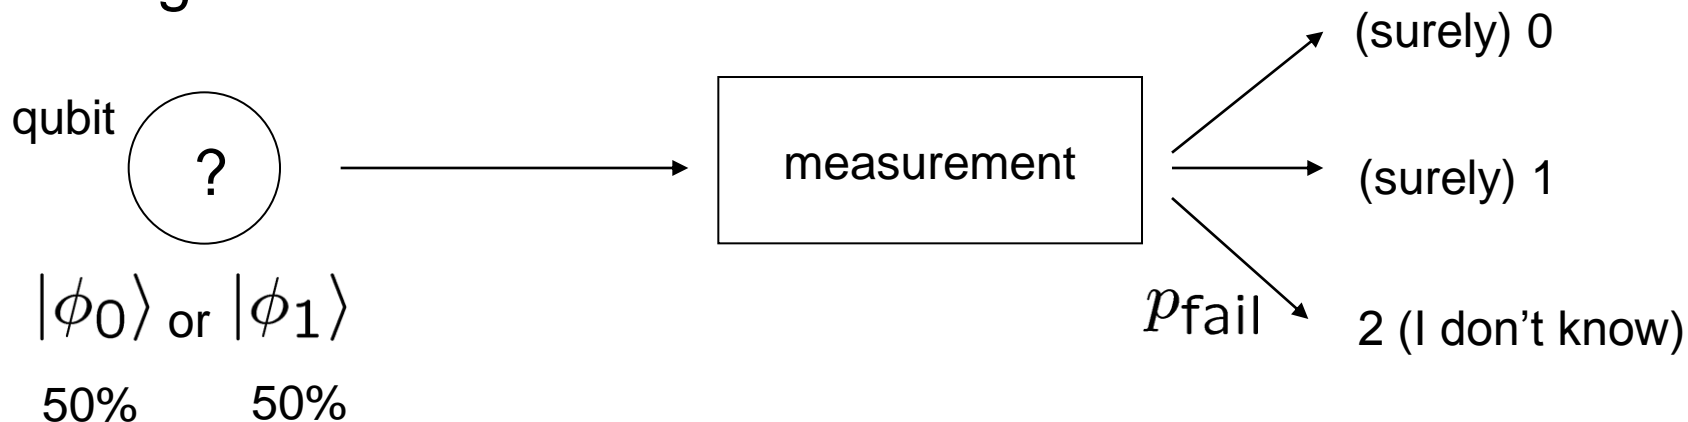 qubit
?
|ϕ₀⟩ or |ϕ₁⟩
50% 50%
measurement
p_fail
(surely) 0
(surely) 1
2 (I don’t know)